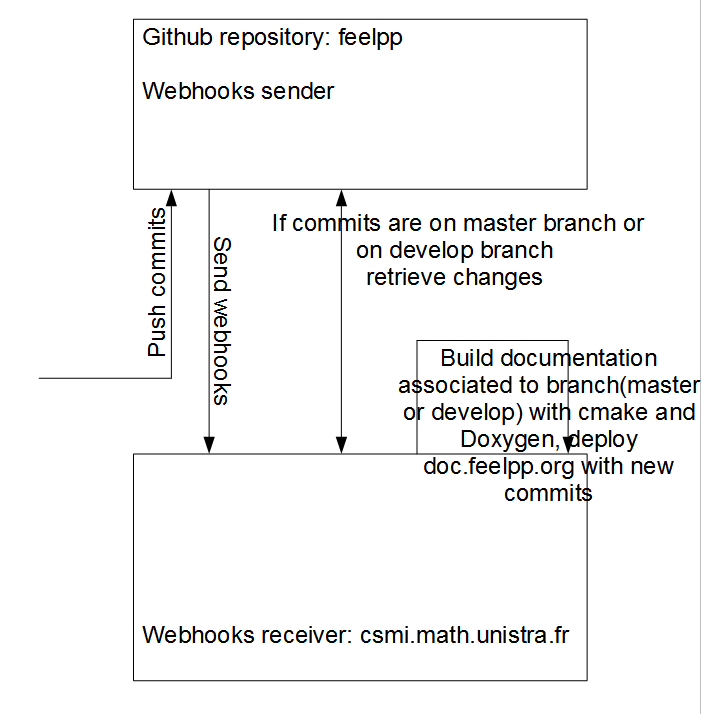 Github repository: feelpp
Webhooks sender
Push commits
Send webhooks
If commits are on master branch or
on develop branch
retrieve changes
Build documentation
associated to branch(master
or develop) with cmake and
Doxygen, deploy
doc.feelpp.org with new
commits
Webhooks receiver: csmi.math.unistra.fr